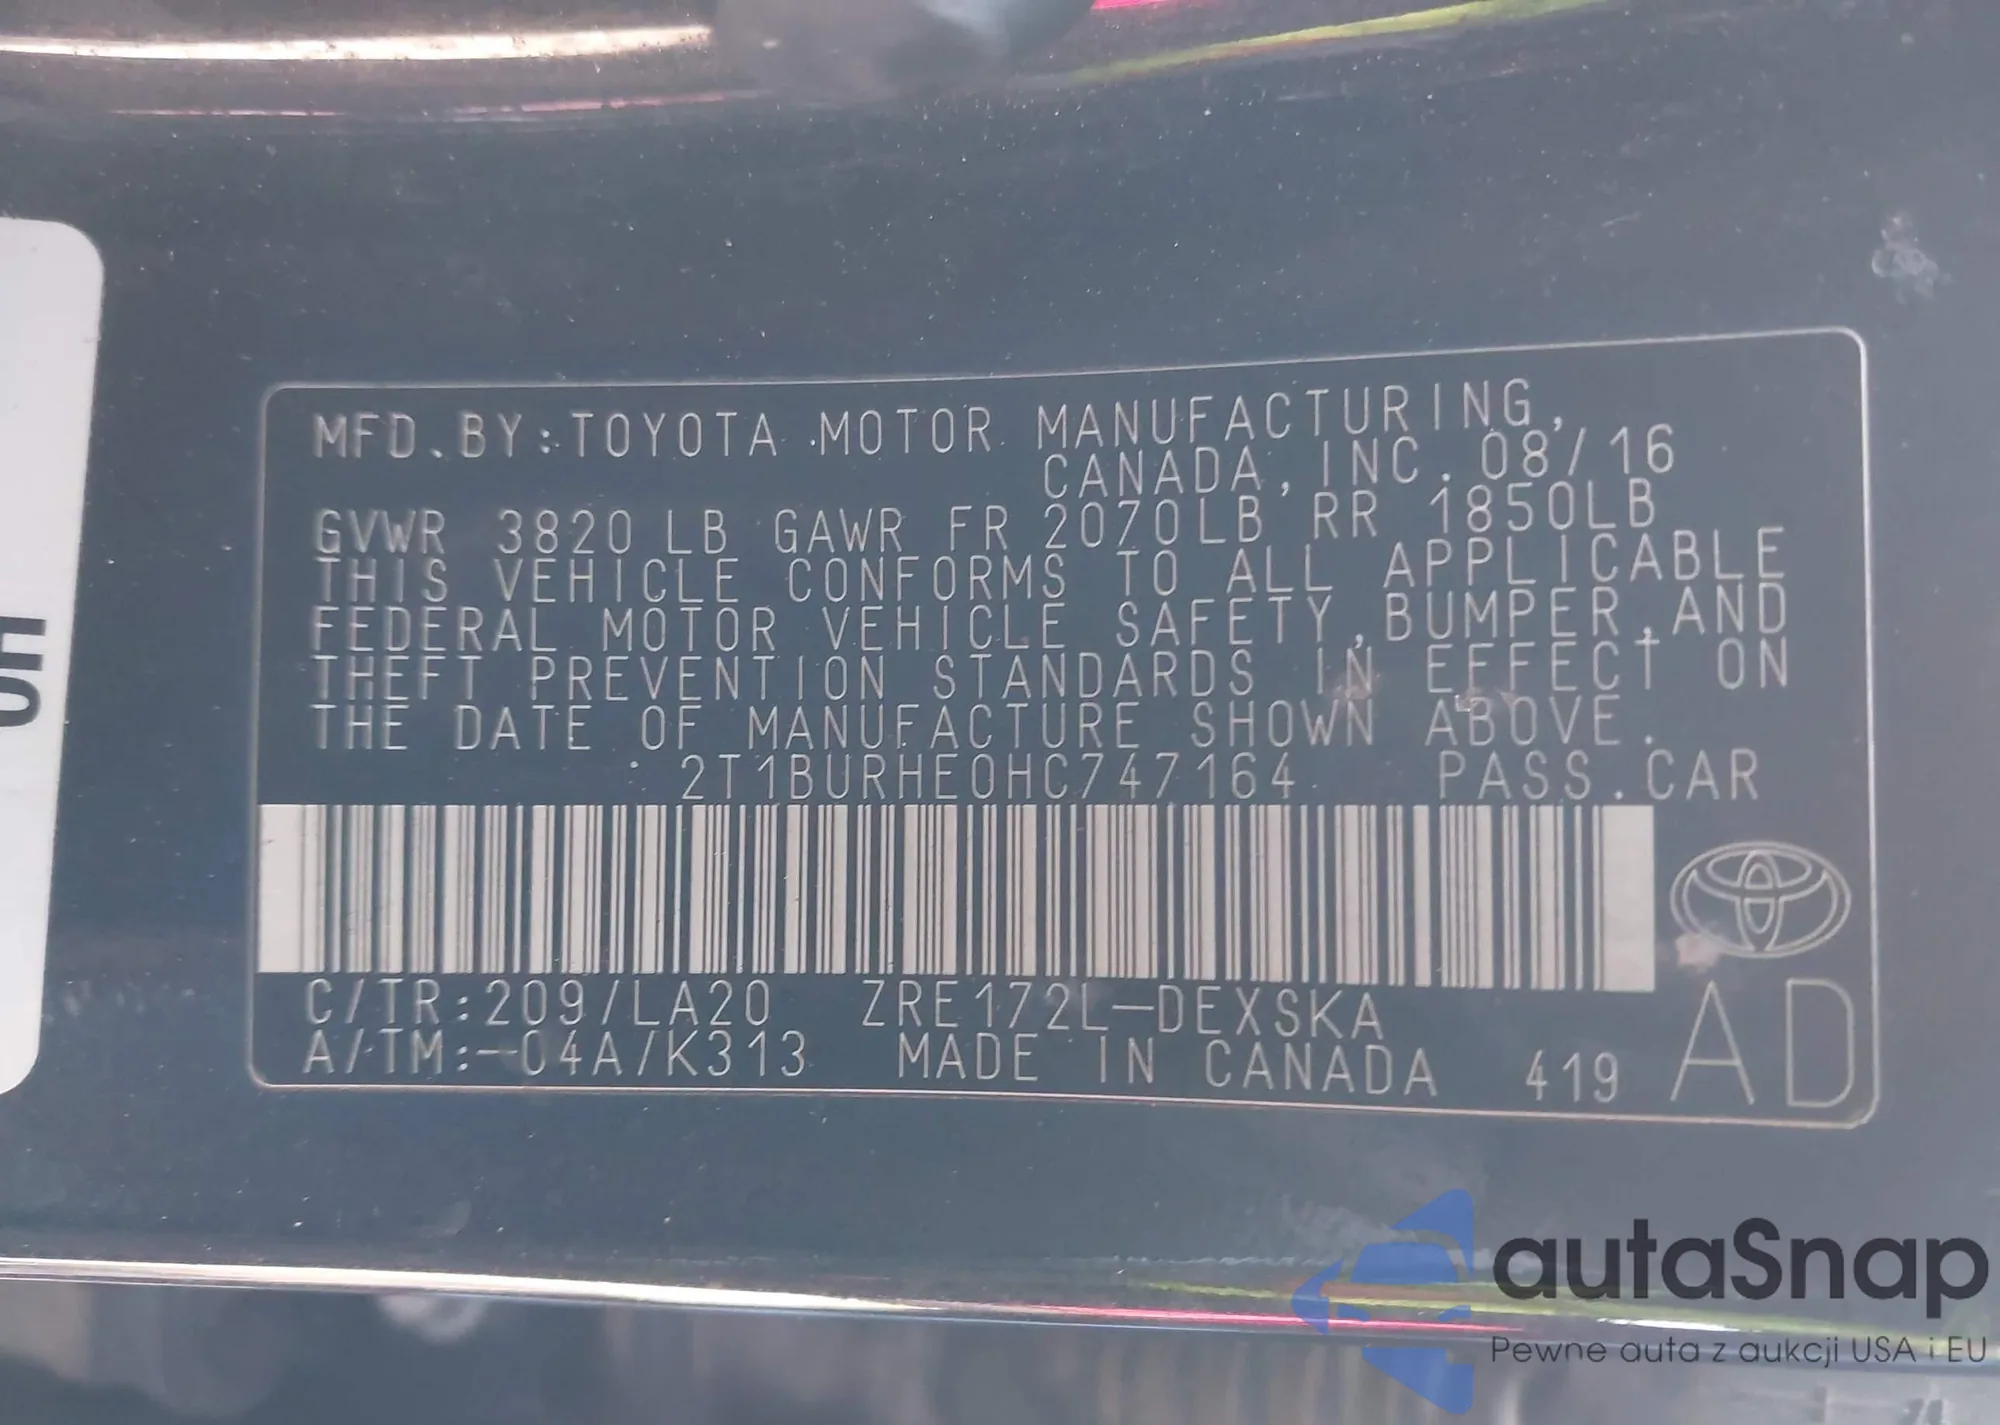 MFD.BY:TOYOTA MOTOR MANUFACTURING,
CANADA,INC. 08/16
GVWR 3820 LB GAWR FR 2070LB RR 1850LB
THIS VEHICLE CONFORMS TO ALL APPLICABLE
FEDERAL MOTOR VEHICLE SAFETY,BUMPER,AND
THEFT PREVENTION STANDARDS IN EFFECT ON
THE DATE OF MANUFACTURE SHOWN ABOVE.
2T1BURHE0HC747164 PASS.CAR
C/TR:209/LA20 ZRE172L-DEXSKA
A/TM:-04A/K313 MADE IN CANADA 419 AD
autaSnap
Pewne auta z aukcji USA i EU